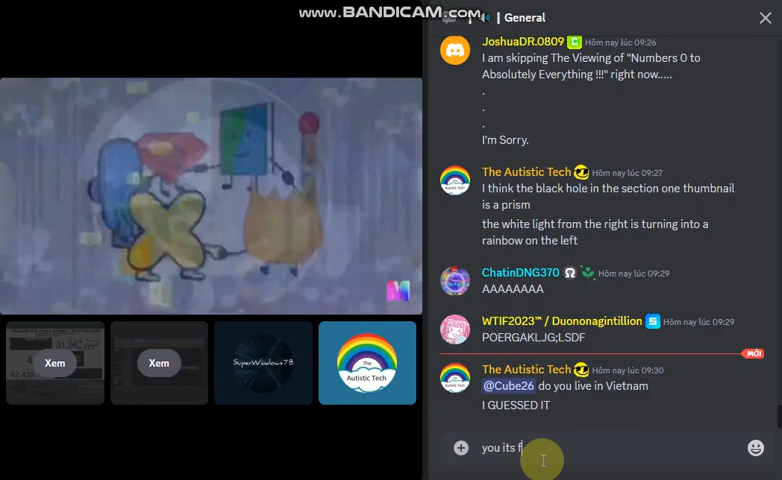 www.BANDICAM.com
General
JoshuaDR.0809 Hôm nay lúc 09:26
I am skipping The Viewing of "Numbers 0 to
Absolutely Everything !!!" right now.....
.
.
.
I'm Sorry.
The Autistic Tech Hôm nay lúc 09:27
I think the black hole in the section one thumbnail
is a prism
the white light from the right is turning into a
rainbow on the left
ChatinDNG370 Ω Hôm nay lúc 09:29
AAAAAAAA
WTIF2023™ / Duononagintillion S Hôm nay lúc 09:29
POERGAKLJG;LSDF
MỚI
The Autistic Tech Hôm nay lúc 09:30
@Cube26 do you live in Vietnam
I GUESSED IT
you its f
M
Xem
Xem
SuperWindows78
The
Autistic Tech